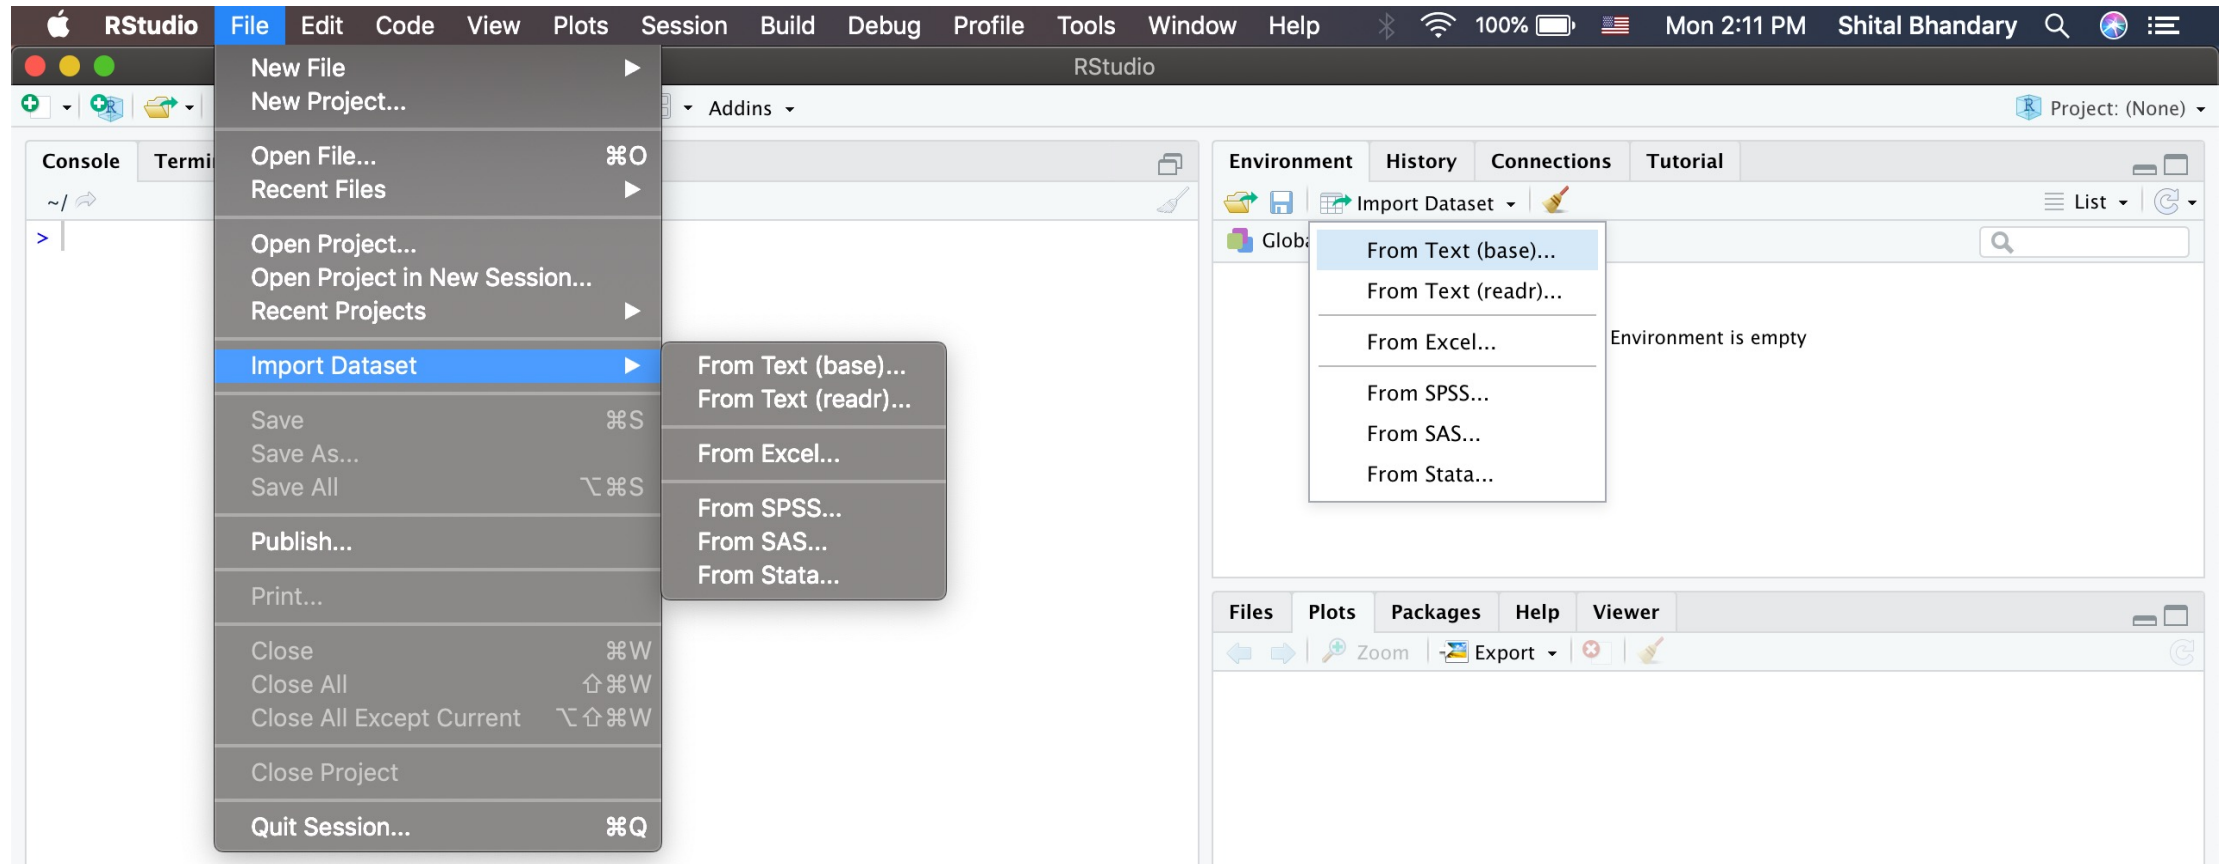 RStudio File Edit Code View Plots Session Build Debug Profile Tools Window Help 100% Mon 2:11 PM Shital Bhandary
RStudio
New File
New Project...
Open File... ⌘O
Recent Files
Open Project...
Open Project in New Session...
Recent Projects
Import Dataset
Save ⌘S
Save As...
Save All ⌥⌘S
Publish...
Print...
Close ⌘W
Close All ⇧⌘W
Close All Except Current ⌥⇧⌘W
Close Project
Quit Session... ⌘Q
From Text (base)...
From Text (readr)...
From Excel...
From SPSS...
From SAS...
From Stata...
Addins
Project: (None)
Console Termi
~/
>
Environment History Connections Tutorial
Import Dataset List
Globa
From Text (base)...
From Text (readr)...
From Excel...
From SPSS...
From SAS...
From Stata...
Environment is empty
Files Plots Packages Help Viewer
Zoom Export